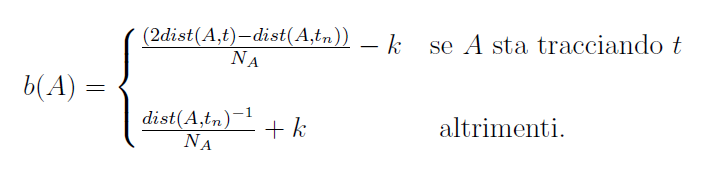 b(A) = { (2dist(A,t)−dist(A,t_n)) / N_A − k se A sta tracciando t
dist(A,t_n)^−1 / N_A + k altrimenti.